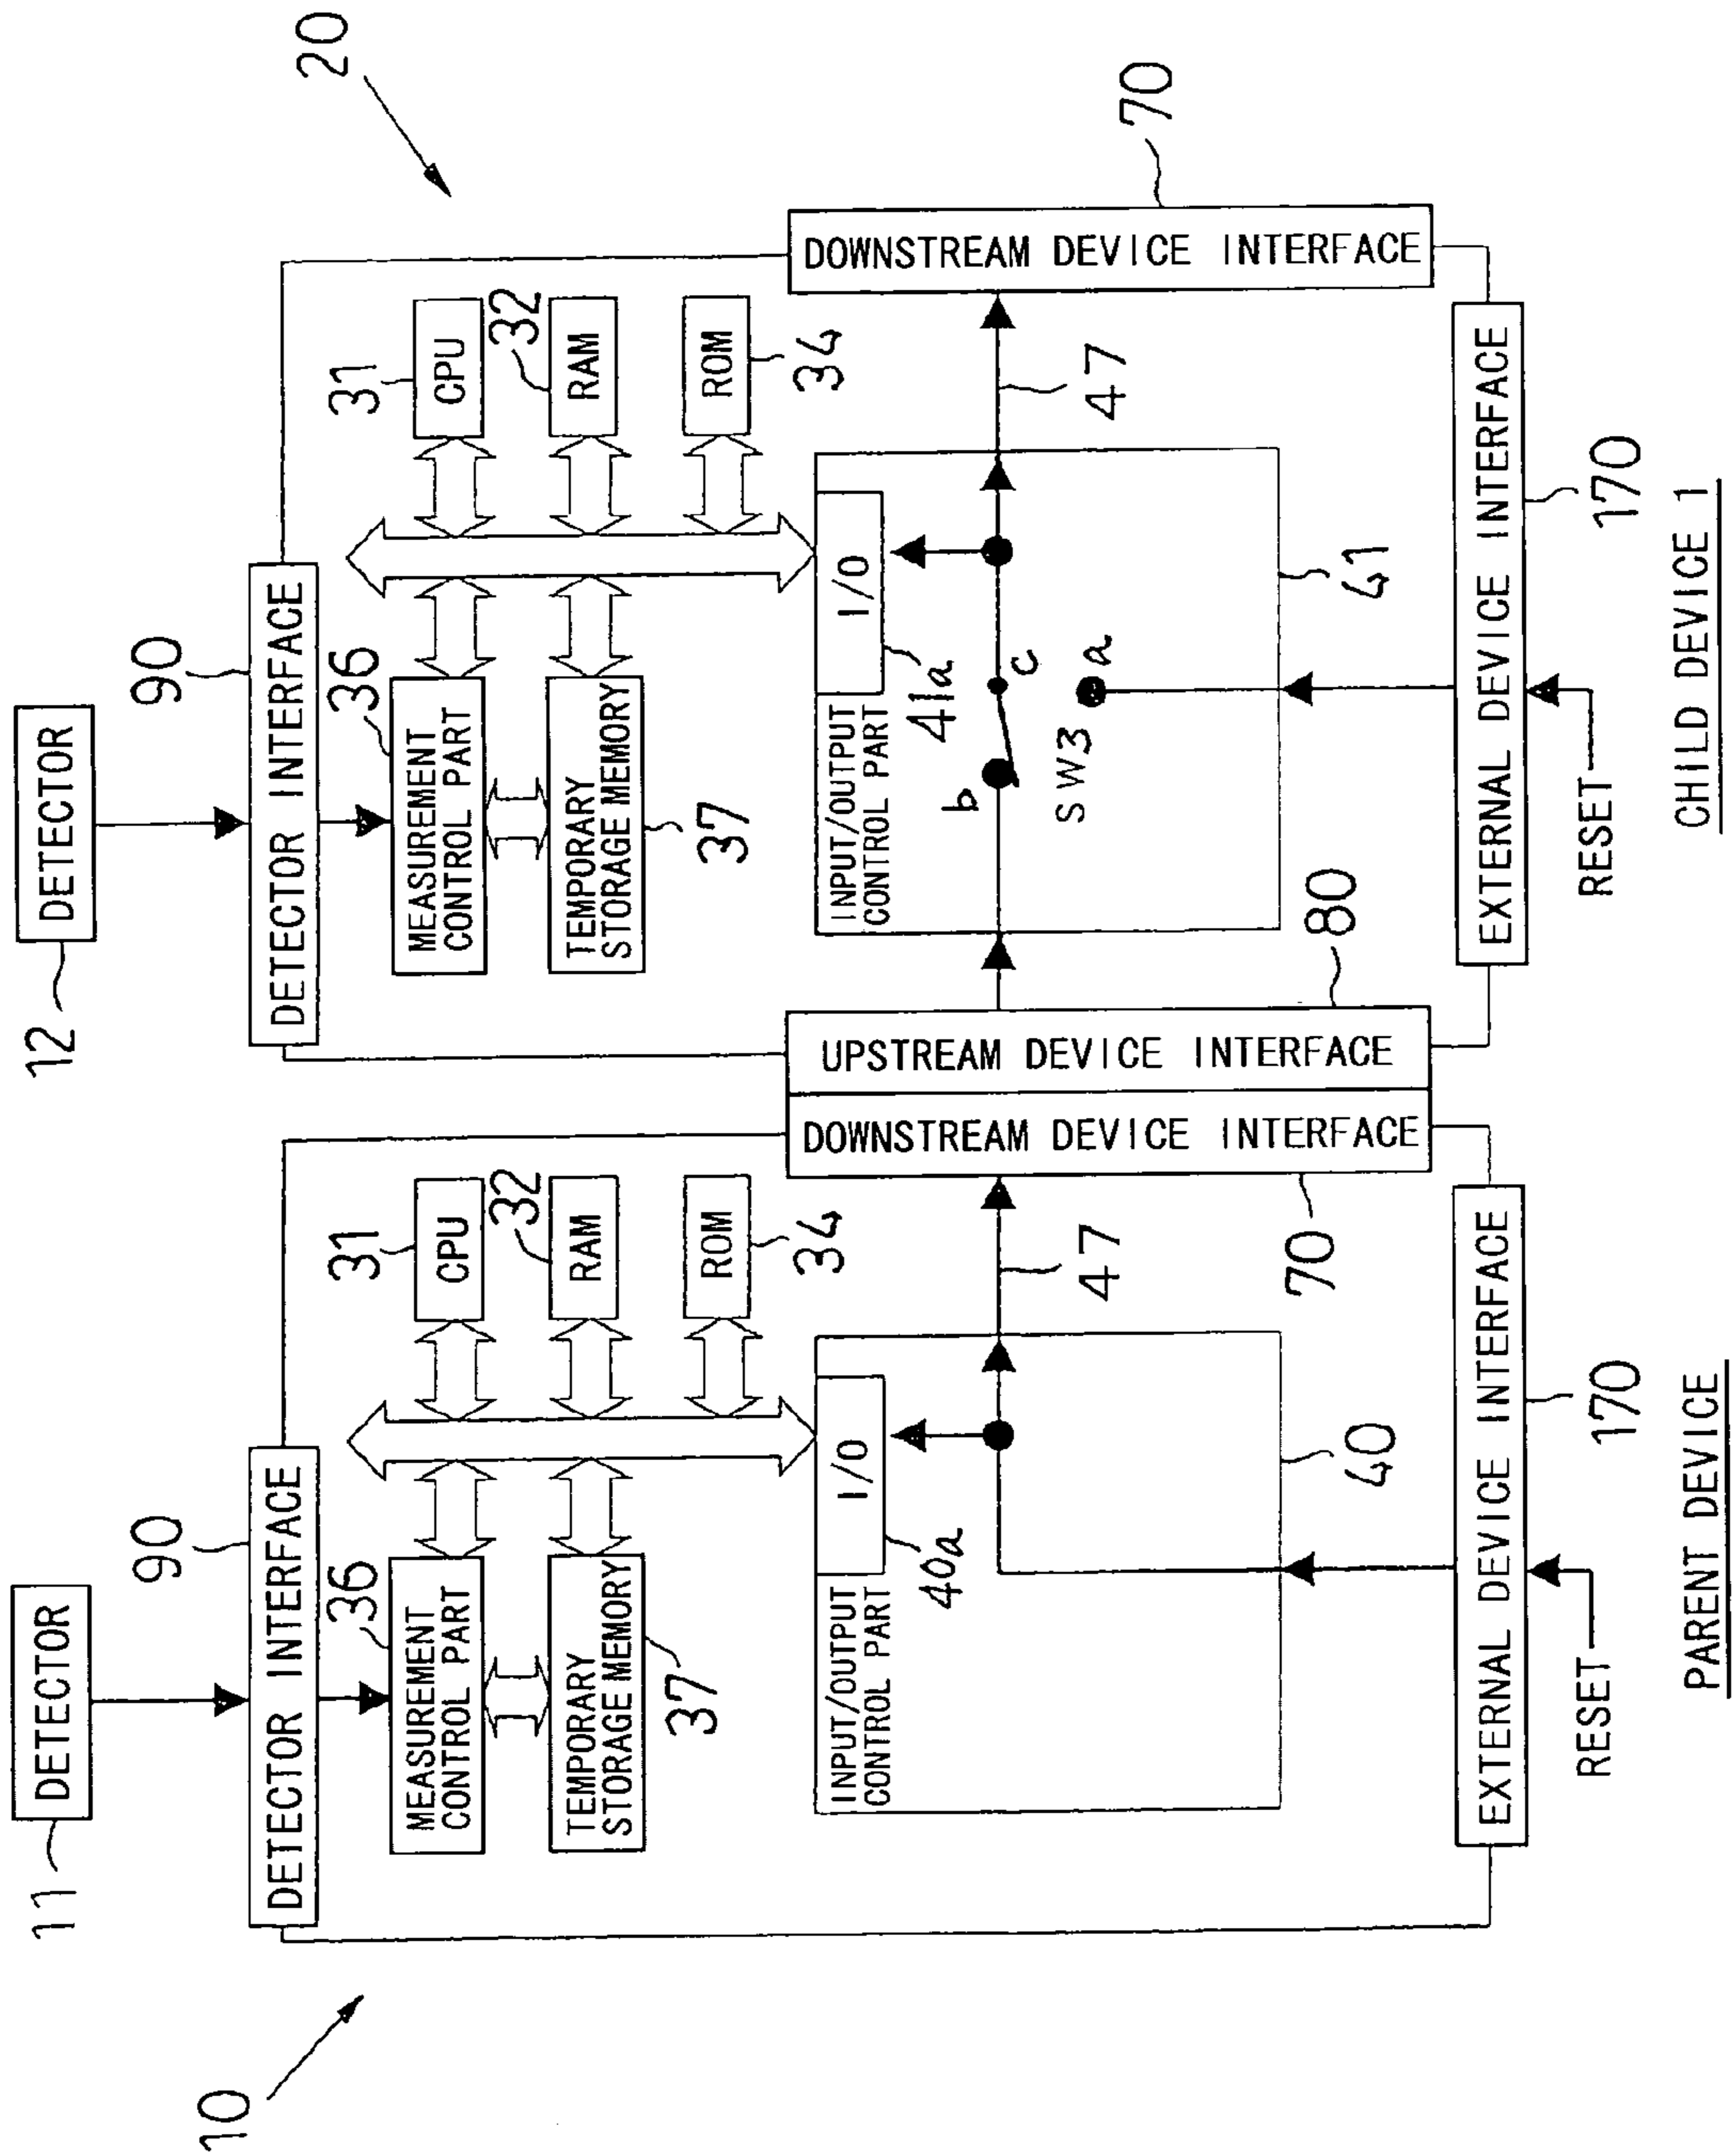 10
11
DETECTOR
90
DETECTOR INTERFACE
36
MEASUREMENT
CONTROL PART
TEMPORARY
STORAGE MEMORY
37
31
CPU
32
RAM
ROM
34
INPUT/OUTPUT
CONTROL PART
I/O
40a
40
47
DOWNSTREAM DEVICE INTERFACE
70
EXTERNAL DEVICE INTERFACE
170
RESET
PARENT DEVICE
20
12
DETECTOR
90
DETECTOR INTERFACE
36
MEASUREMENT
CONTROL PART
TEMPORARY
STORAGE MEMORY
37
31
CPU
32
RAM
ROM
34
UPSTREAM DEVICE INTERFACE
80
INPUT/OUTPUT
CONTROL PART
I/O
41a
b
c
SW3
a
41
47
DOWNSTREAM DEVICE INTERFACE
70
EXTERNAL DEVICE INTERFACE
170
RESET
CHILD DEVICE 1